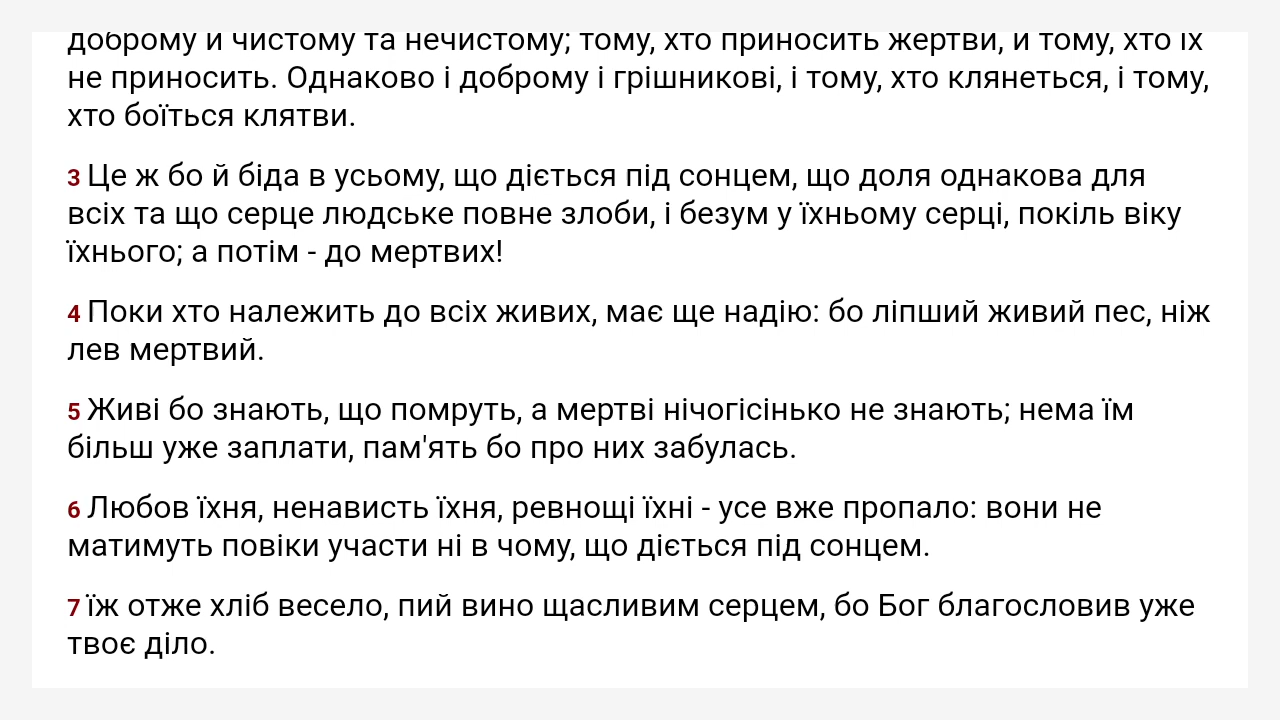 доброму й чистому та нечистому; тому, хто приносить жертви, й тому, хто їх
не приносить. Однаково і доброму і грішникові, і тому, хто клянеться, і тому,
хто боїться клятви.
3 Це ж бо й біда в усьому, що діється під сонцем, що доля однакова для
всіх та що серце людське повне злоби, і безум у їхньому серці, покіль віку
їхнього; а потім - до мертвих!
4 Поки хто належить до всіх живих, має ще надію: бо ліпший живий пес, ніж
лев мертвий.
5 Живі бо знають, що помруть, а мертві нічогісінько не знають; нема їм
більш уже заплати, пам'ять бо про них забулась.
6 Любов їхня, ненависть їхня, ревнощі їхні - усе вже пропало: вони не
матимуть повіки участи ні в чому, що діється під сонцем.
7 їж отже хліб весело, пий вино щасливим серцем, бо Бог благословив уже
твоє діло.